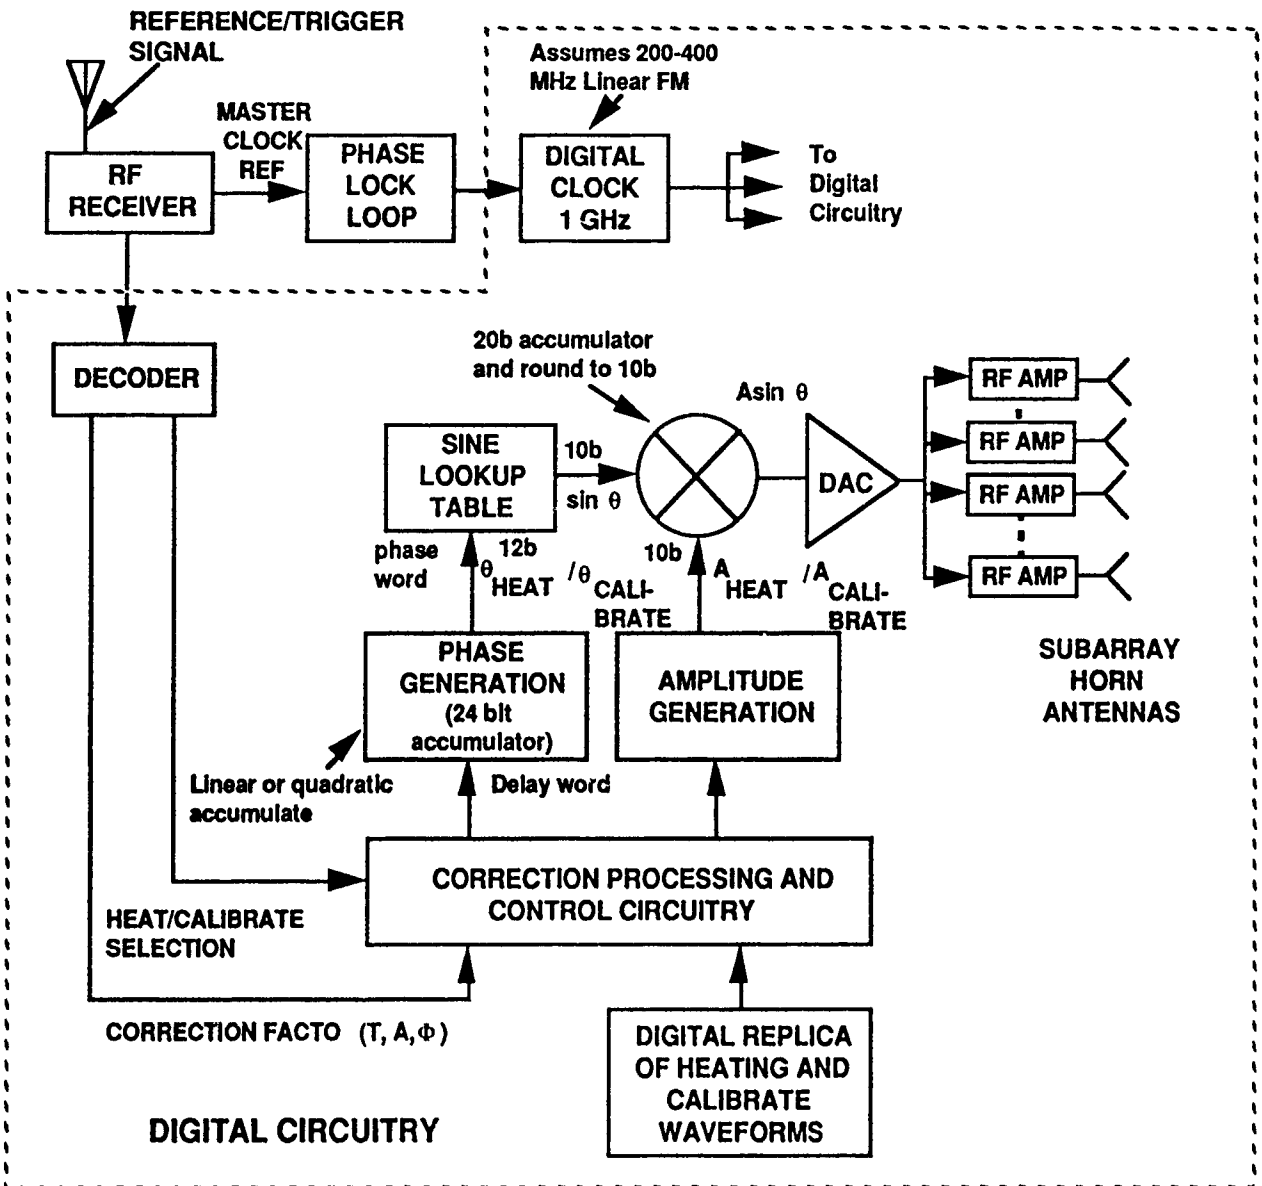 REFERENCE/TRIGGER
SIGNAL
Assumes 200-400
MHz Linear FM
MASTER
CLOCK
REF
RF
RECEIVER
PHASE
LOCK
LOOP
DIGITAL
CLOCK
1 GHz
To
Digital
Circuitry
DECODER
20b accumulator
and round to 10b
Asin θ
SINE
LOOKUP
TABLE
10b
sin θ
DAC
RF AMP
RF AMP
RF AMP
RF AMP
phase
word
12b
θHEAT /θCALI-
BRATE
10b
AHEAT /ACALI-
BRATE
SUBARRAY
HORN
ANTENNAS
PHASE
GENERATION
(24 bit
accumulator)
AMPLITUDE
GENERATION
Linear or quadratic
accumulate
Delay word
CORRECTION PROCESSING AND
CONTROL CIRCUITRY
HEAT/CALIBRATE
SELECTION
CORRECTION FACTO (T, A,Φ)
DIGITAL REPLICA
OF HEATING AND
CALIBRATE
WAVEFORMS
DIGITAL CIRCUITRY